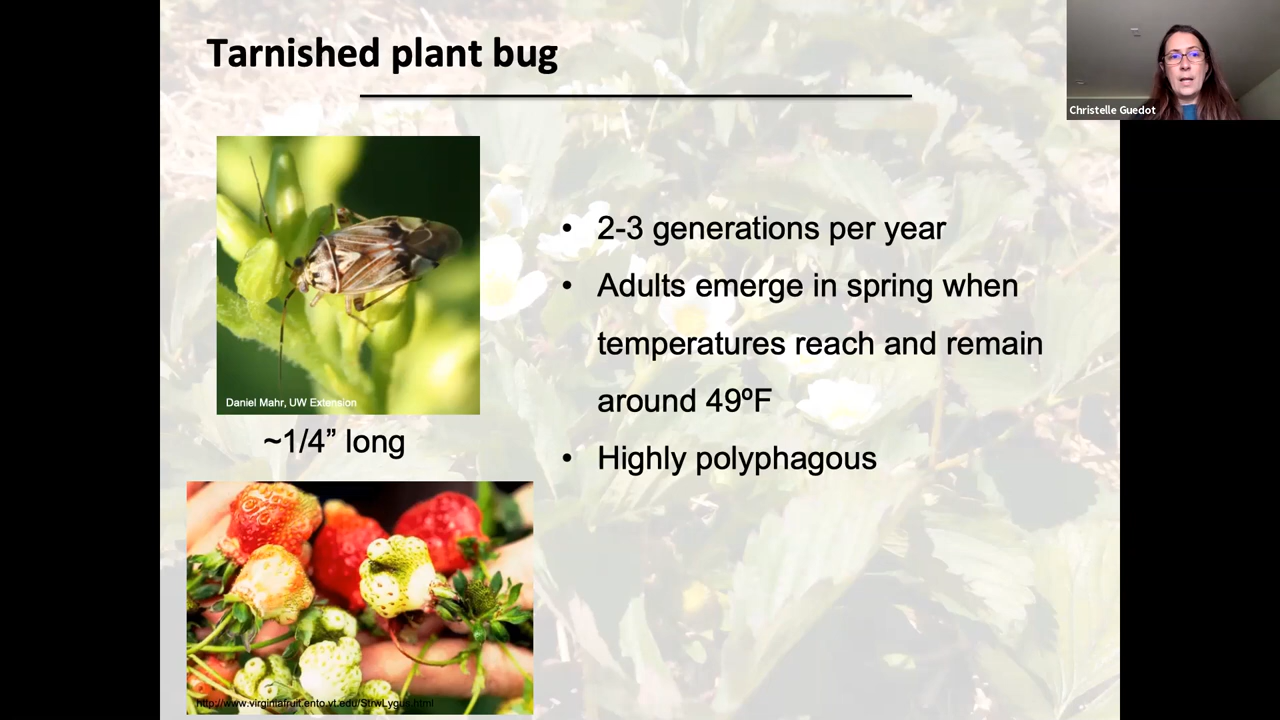 Tarnished plant bug
Christelle Guedot
• 2-3 generations per year
• Adults emerge in spring when
temperatures reach and remain
around 49ºF
• Highly polyphagous
Daniel Mahr, UW Extension
~1/4” long
http://www.virginiafruit.ento.vt.edu/StrwLygus.html